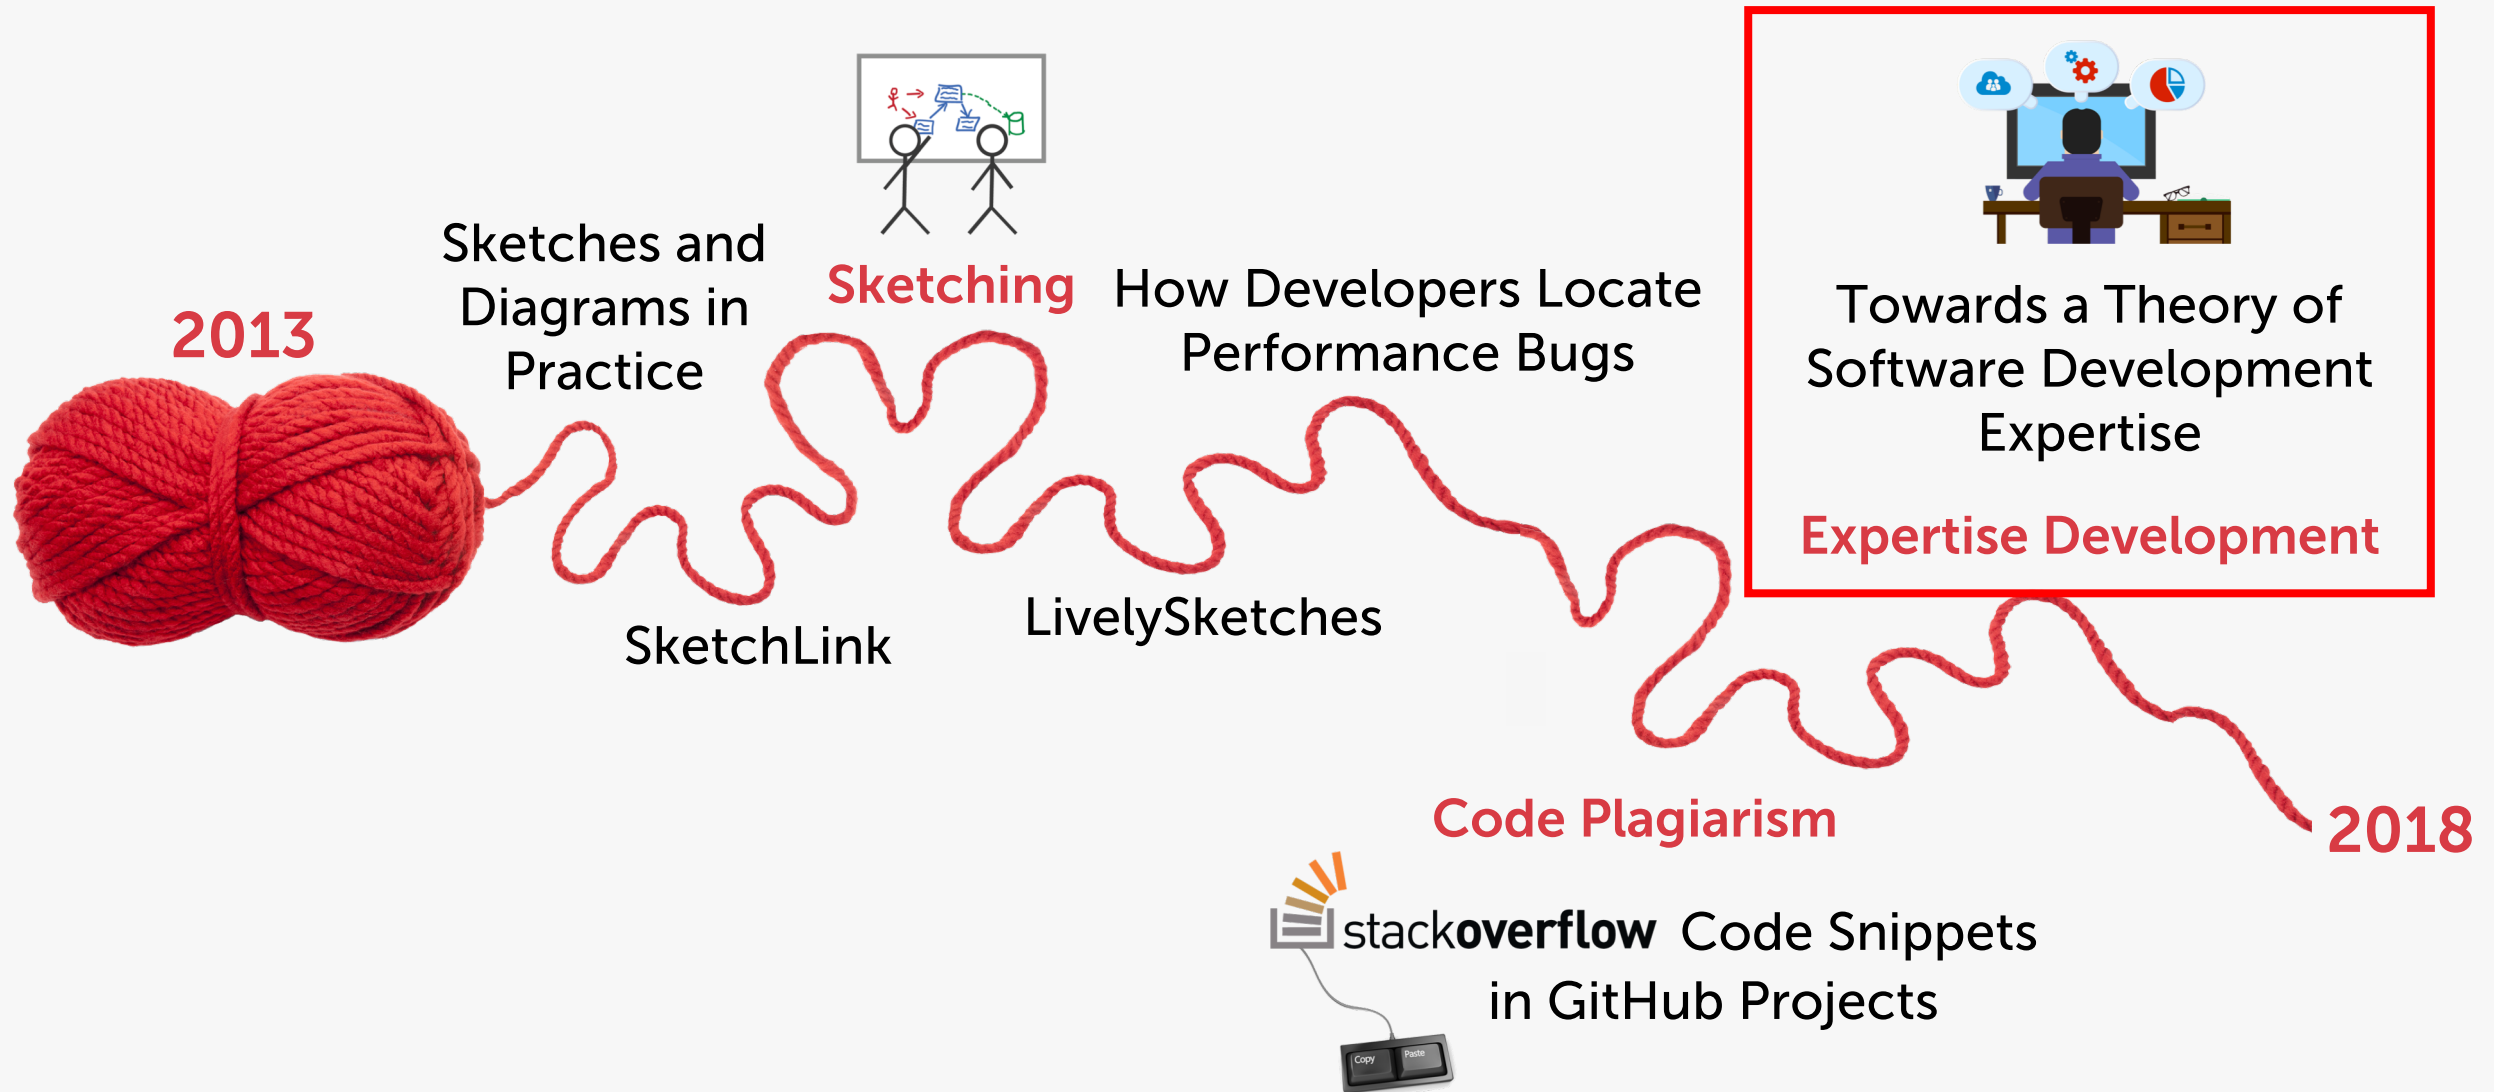 2013
Sketches and
Diagrams in
Practice
SketchLink
Sketching
LivelySketches
How Developers Locate
Performance Bugs
Code Plagiarism
stackoverflow Code Snippets
in GitHub Projects
Copy Paste
Towards a Theory of
Software Development
Expertise
Expertise Development
2018